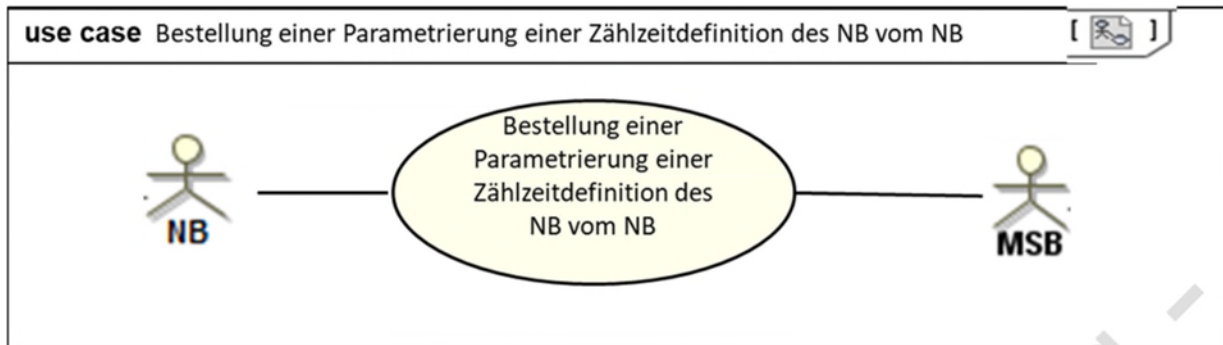 use case Bestellung einer Parametrierung einer Zählzeitdefinition des NB vom NB [ ]
Bestellung einer
Parametrierung einer
Zählzeitdefinition des
NB vom NB
NB
MSB